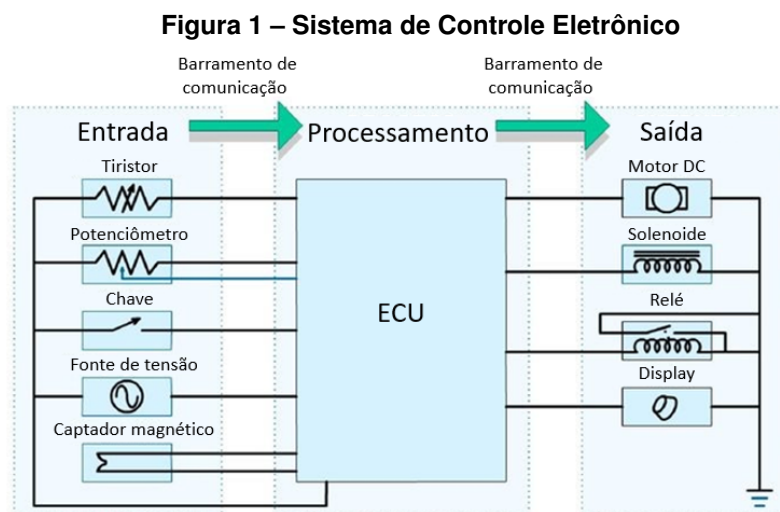 Figura 1 – Sistema de Controle Eletrônico
Barramento de
comunicação
Barramento de
comunicação
Entrada
Processamento
Saída
Tiristor
Potenciômetro
Chave
Fonte de tensão
Captador magnético
ECU
Motor DC
Solenoide
Relé
Display